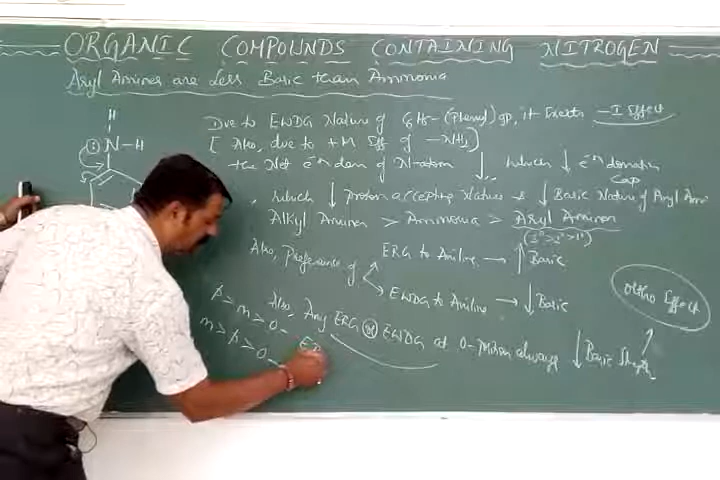 ORGANIC COMPOUNDS CONTAINING NITROGEN
Aryl Amines are Less Basic than Ammonia
H
N-H
Due to EWDG Nature of C6H5-(Phenyl) gp, it Exerts -I Effect
[Also, due to +M Eff of -NH2)
the Net e-n den of N-atom ↓ which ↓ e-n donatin
Cap
which ↓ proton accepting Nature & ↓ Basic Nature of Aryl Ami
Alkyl Amines > Ammonia > Aryl Amines
(3°>2°>1°)
Also, Preference of
ERG to Aniline → ↑ Basic
EWDG to Aniline → ↓ Basic
Ortho Effect
Also, Any ERG or EWDG at O-Position always ↓ Basic Strength
p > m > o -
m > p > o -